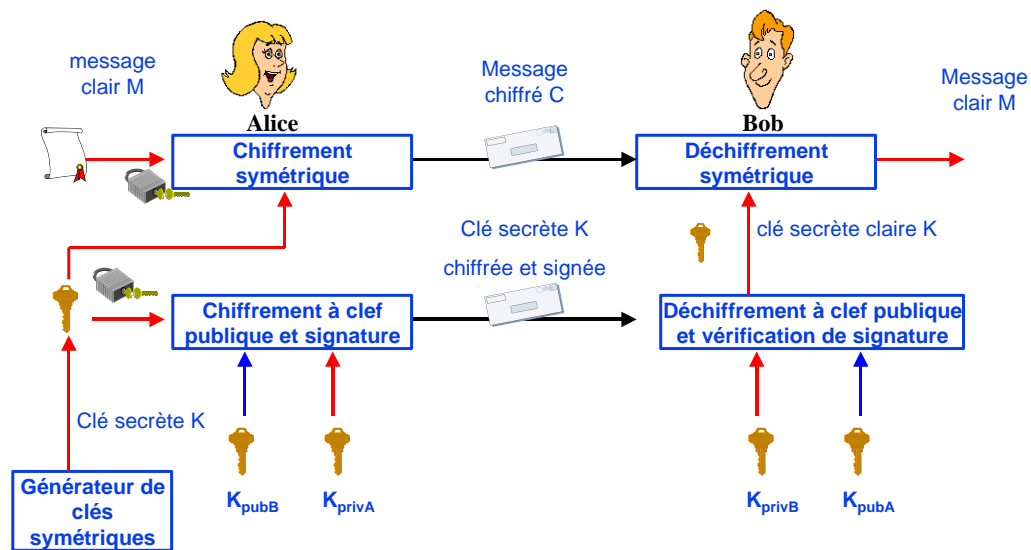 message
clair M
Message
chiffré C
Message
clair M
Alice
Bob
Chiffrement
symétrique
Déchiffrement
symétrique
Clé secrète K
chiffrée et signée
clé secrète claire K
Chiffrement à clef
publique et signature
Déchiffrement à clef publique
et vérification de signature
Clé secrète K
Générateur de
clés
symétriques
KpubB
KprivA
KprivB
KpubA